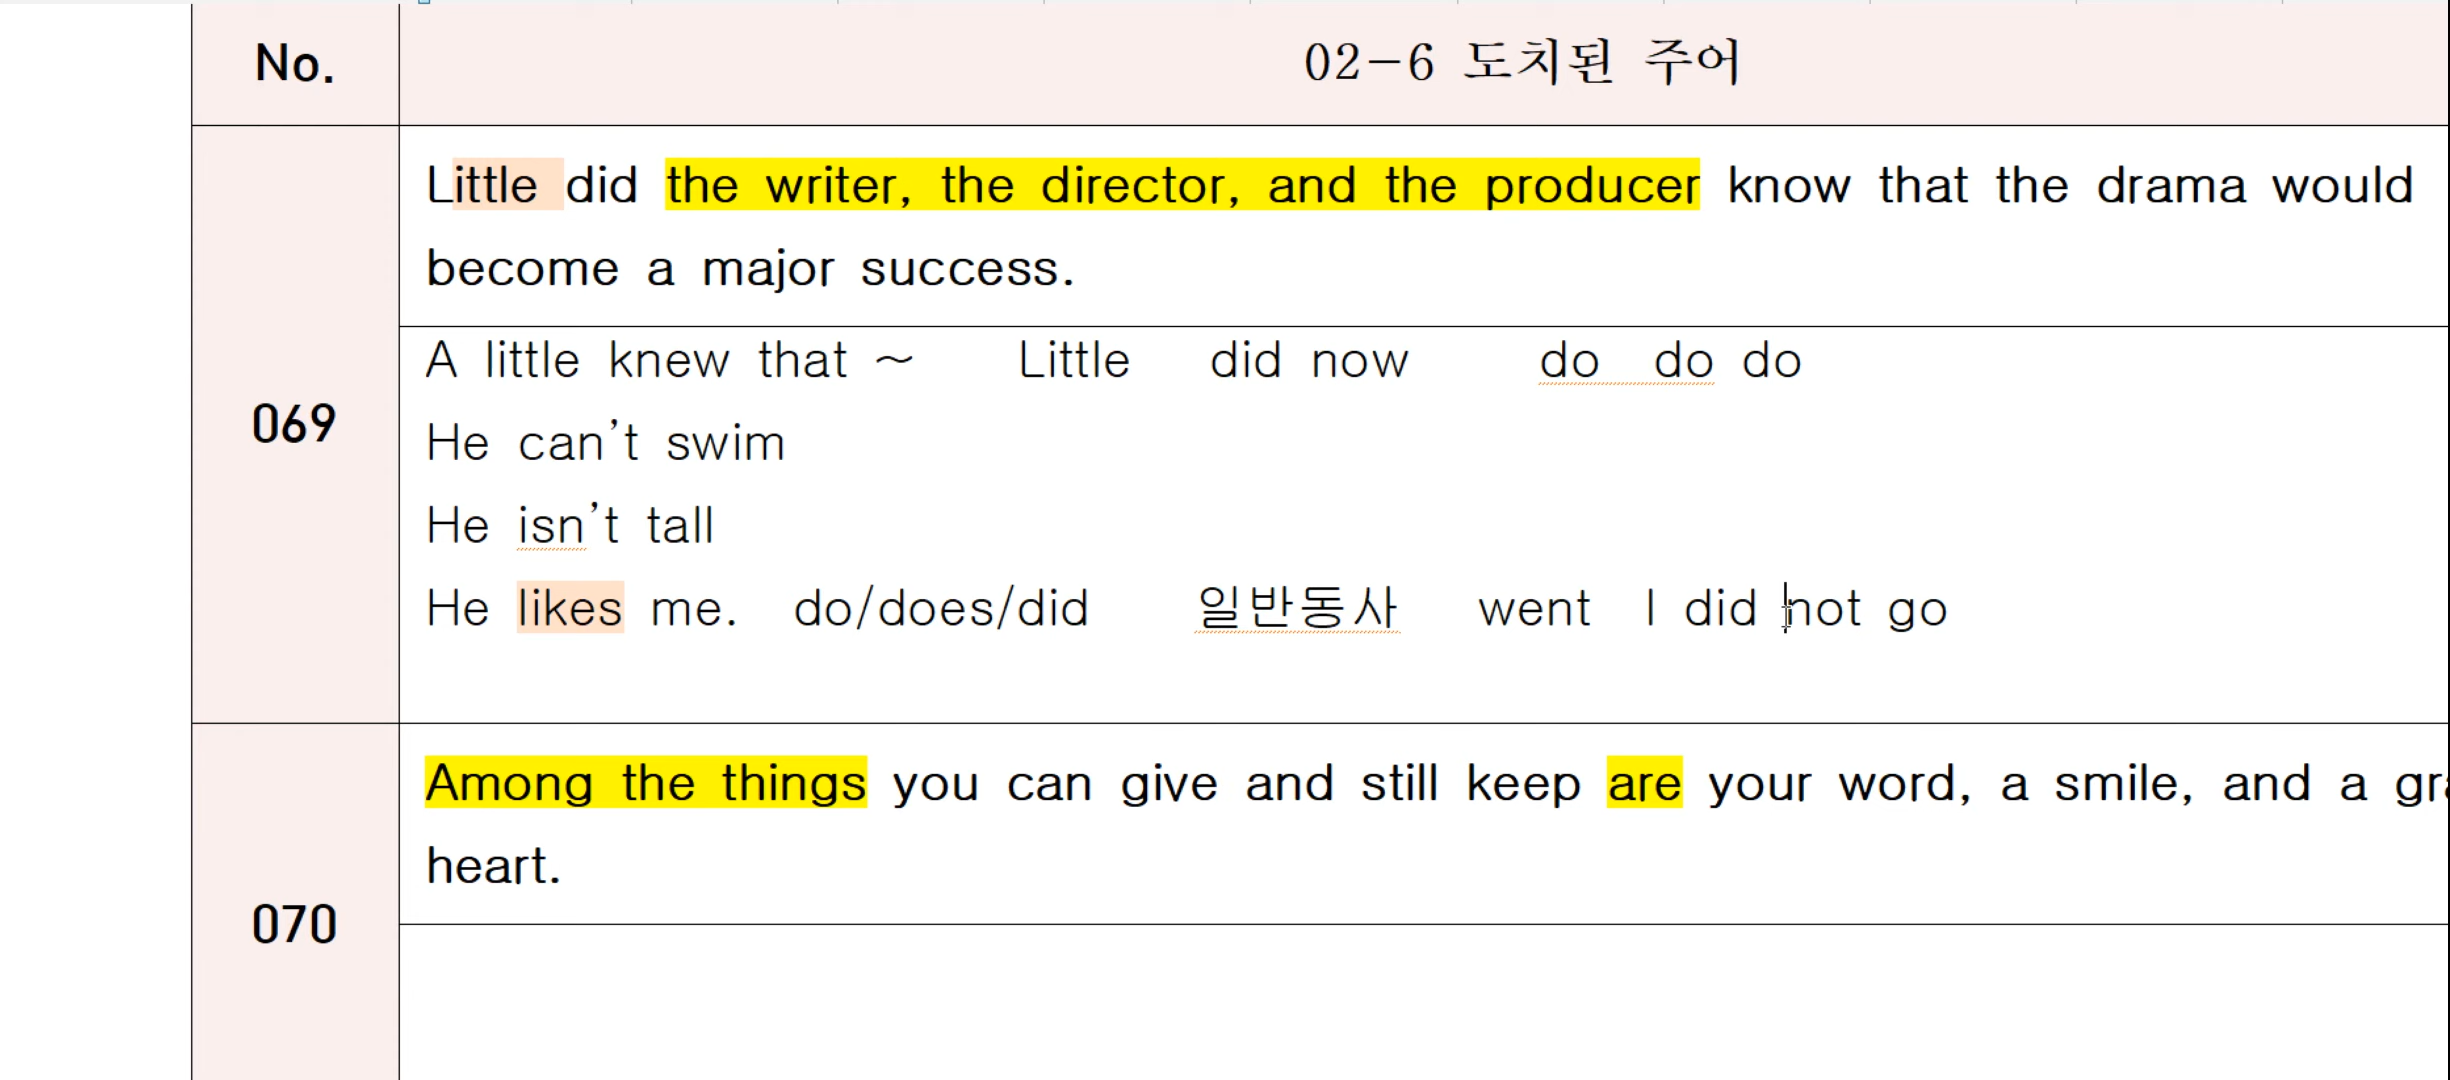 No.
02-6 도치된 주어
069
Little did the writer, the director, and the producer know that the drama would
become a major success.
A little knew that ~ Little did now do do do
He can't swim
He isn't tall
He likes me. do/does/did 일반동사 went I did not go
070
Among the things you can give and still keep are your word, a smile, and a
heart.